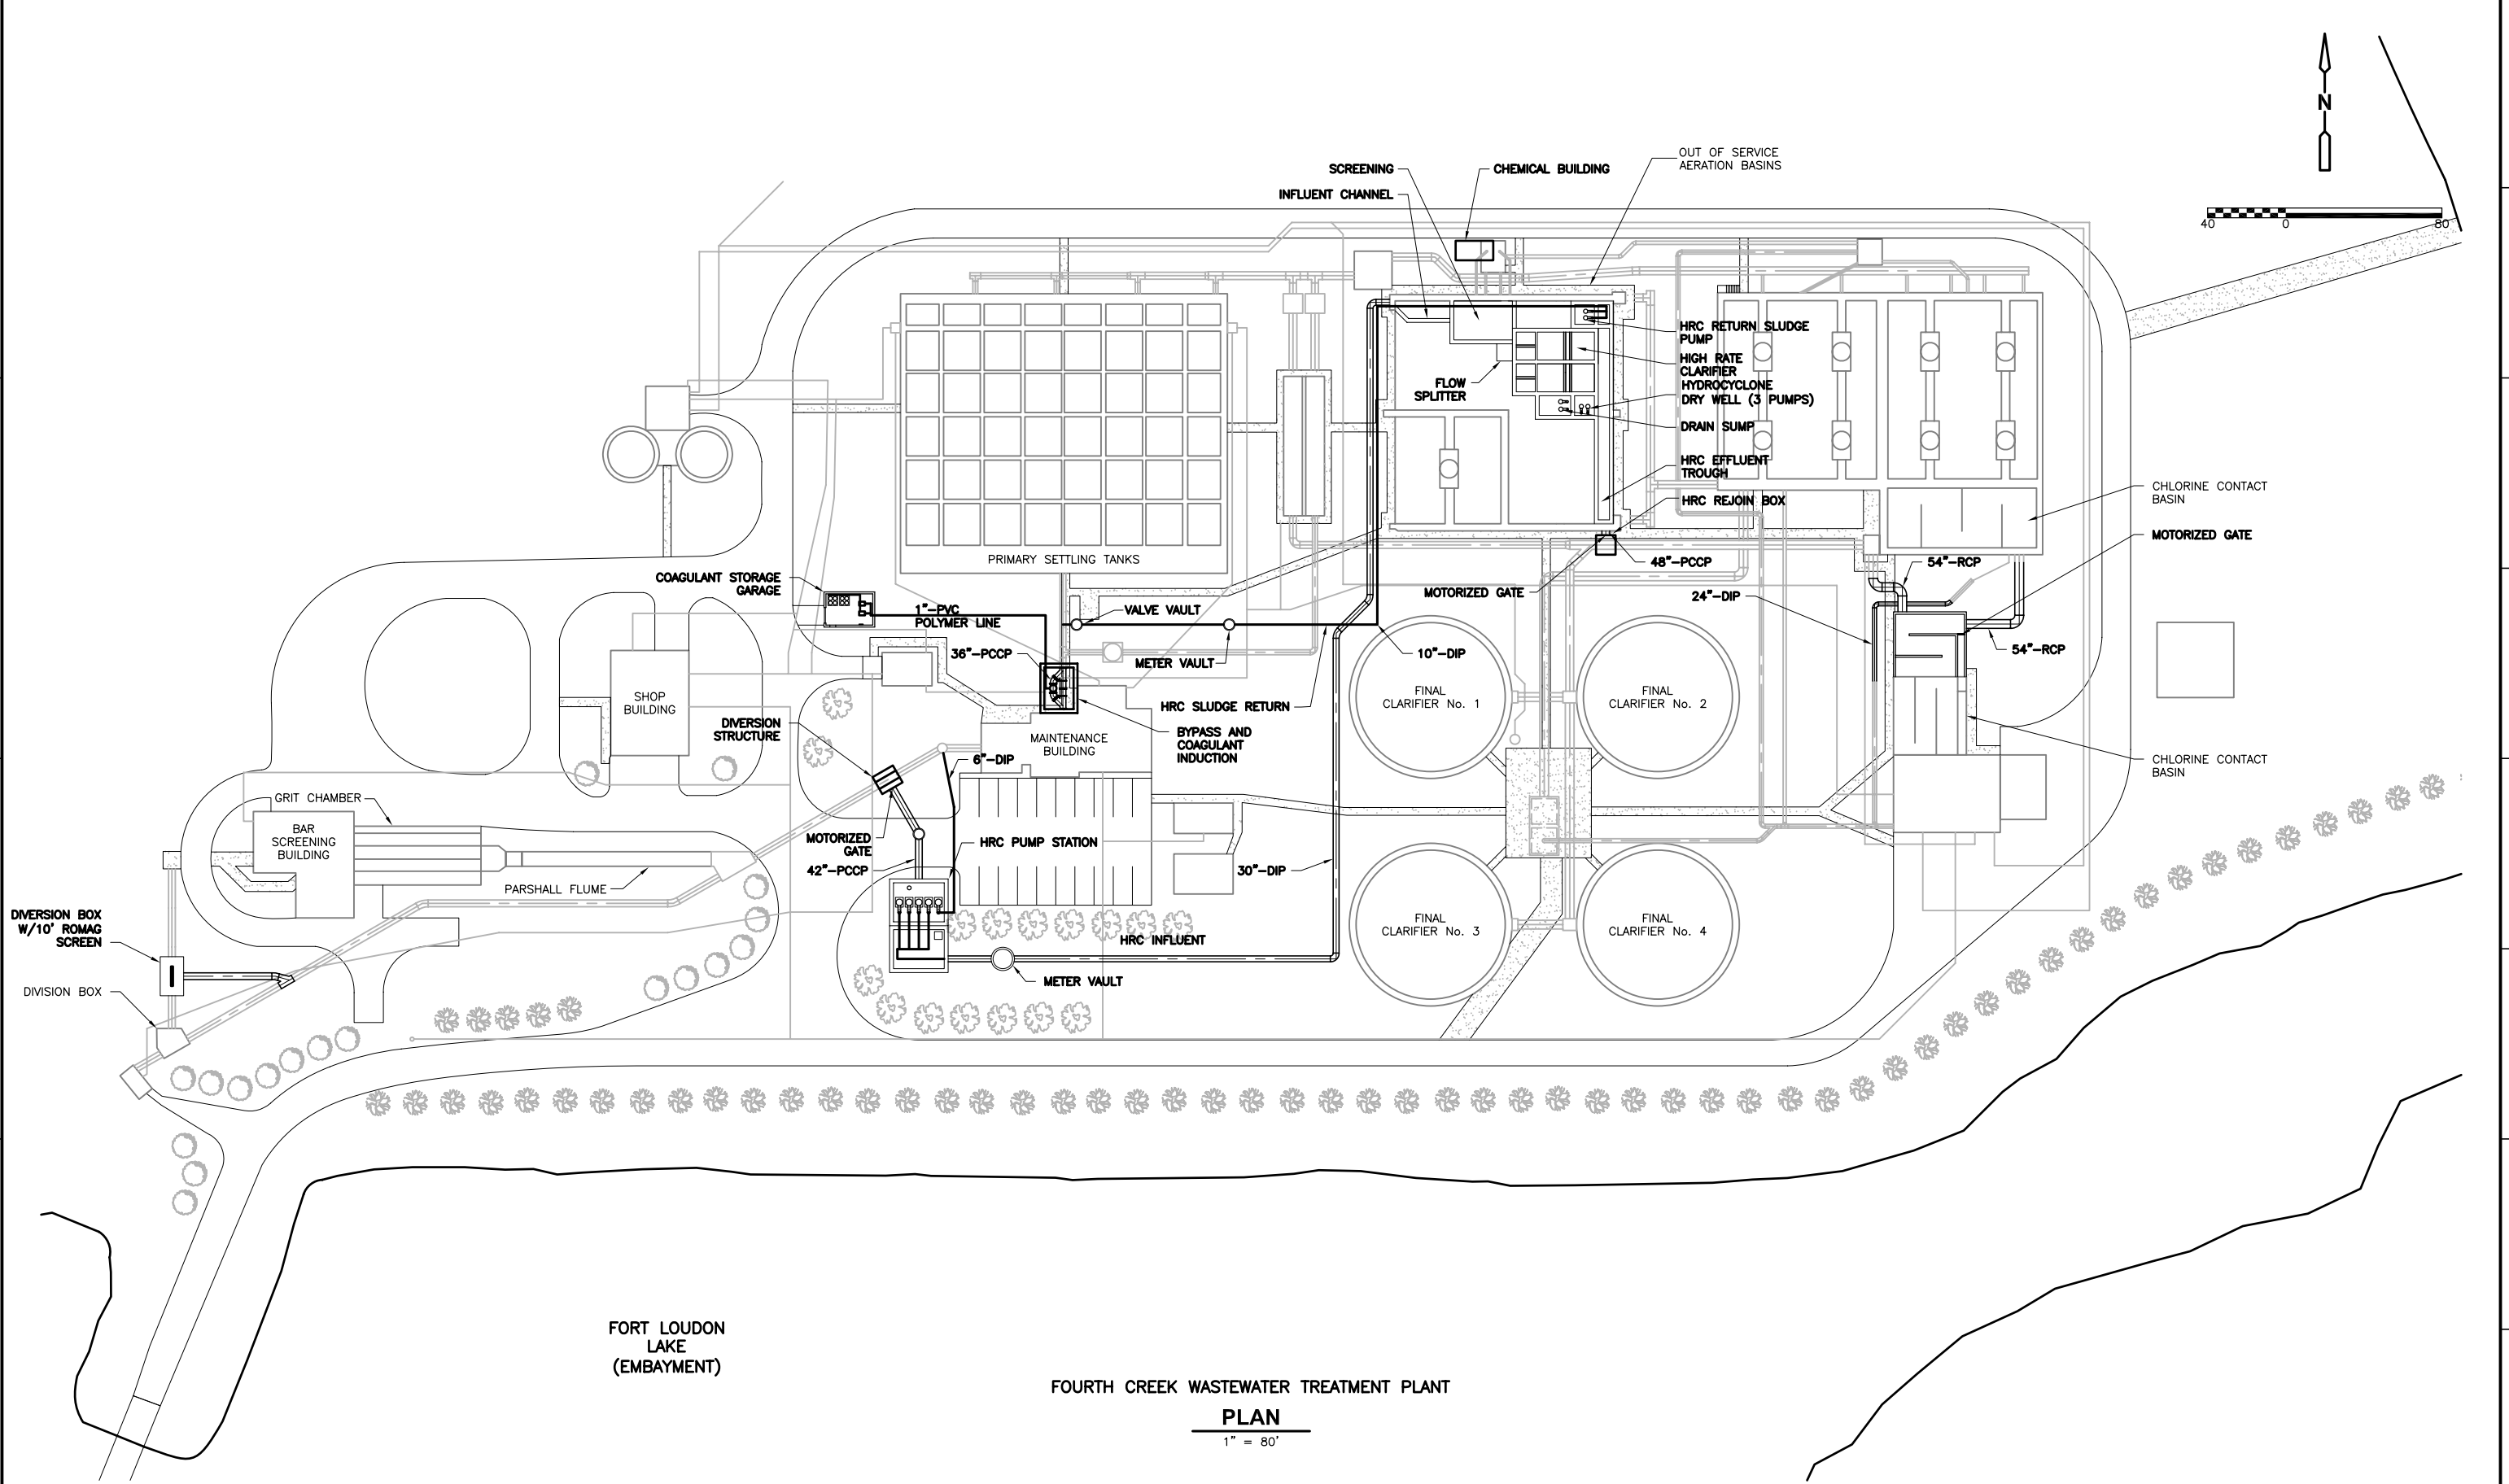 N
40 0 80
OUT OF SERVICE
AERATION BASINS
SCREENING
CHEMICAL BUILDING
INFLUENT CHANNEL
HRC RETURN SLUDGE
PUMP
HIGH RATE
CLARIFIER
HYDROCYCLONE
DRY WELL (3 PUMPS)
FLOW
SPLITTER
DRAIN SUMP
HRC EFFLUENT
TROUGH
HRC REJOIN BOX
CHLORINE CONTACT
BASIN
MOTORIZED GATE
PRIMARY SETTLING TANKS
48"-PCCP
54"-RCP
COAGULANT STORAGE
GARAGE
1"-PVC
POLYMER LINE
VALVE VAULT
MOTORIZED GATE
24"-DIP
36"-PCCP
METER VAULT
10"-DIP
54"-RCP
SHOP
BUILDING
FINAL
CLARIFIER No. 1
FINAL
CLARIFIER No. 2
HRC SLUDGE RETURN
DIVERSION
STRUCTURE
MAINTENANCE
BUILDING
BYPASS AND
COAGULANT
INDUCTION
6"-DIP
CHLORINE CONTACT
BASIN
GRIT CHAMBER
BAR
SCREENING
BUILDING
MOTORIZED
GATE
HRC PUMP STATION
42"-PCCP
30"-DIP
PARSHALL FLUME
DIVERSION BOX
W/10' ROMAG
SCREEN
FINAL
CLARIFIER No. 3
FINAL
CLARIFIER No. 4
HRC INFLUENT
METER VAULT
DIVISION BOX
FORT LOUDON
LAKE
(EMBAYMENT)
FOURTH CREEK WASTEWATER TREATMENT PLANT
PLAN
1" = 80'